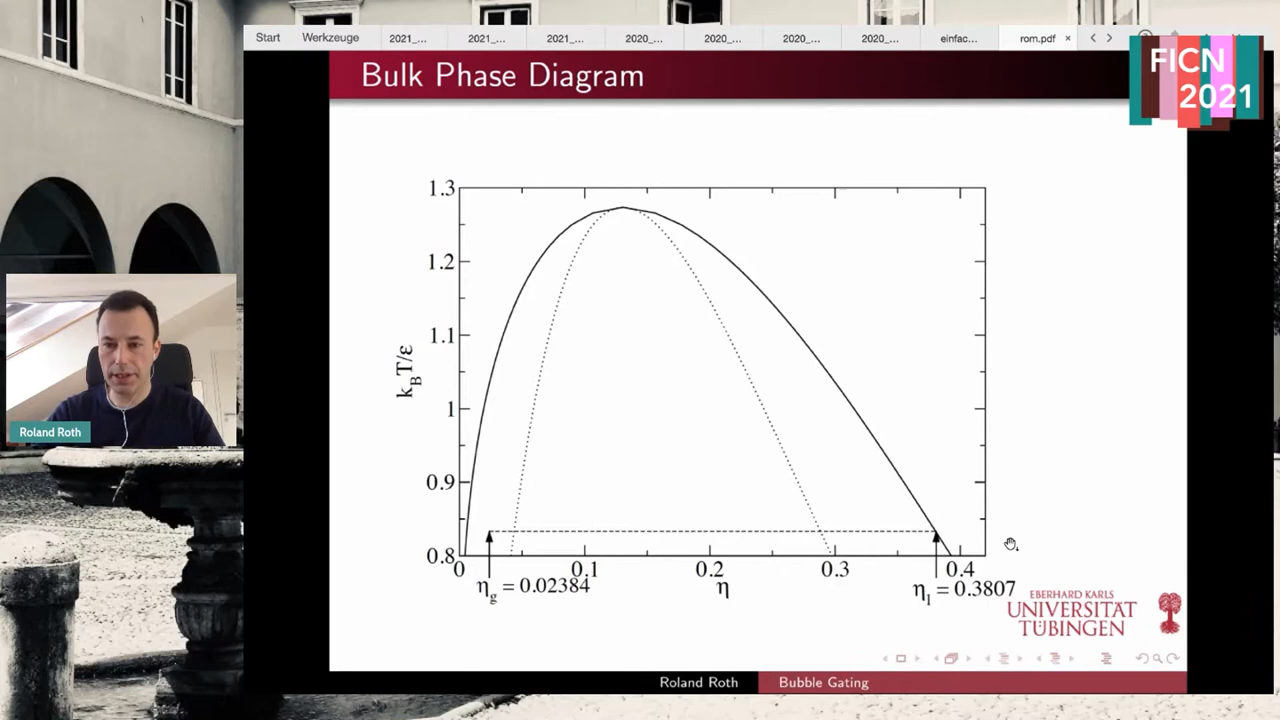 Start Werkzeuge 2021_... 2021_... 2021_... 2020_... 2020_... 2020_... 2020_... einfac... rom.pdf ×
FICN
2021
Bulk Phase Diagram
1.3
1.2
1.1
1
0.9
0.8
k_BT/ε
0 0.1 0.2 0.3 0.4
η_g = 0.02384
η
η_l = 0.3807
Roland Roth
EBERHARD KARLS
UNIVERSITÄT
TÜBINGEN
Roland Roth Bubble Gating